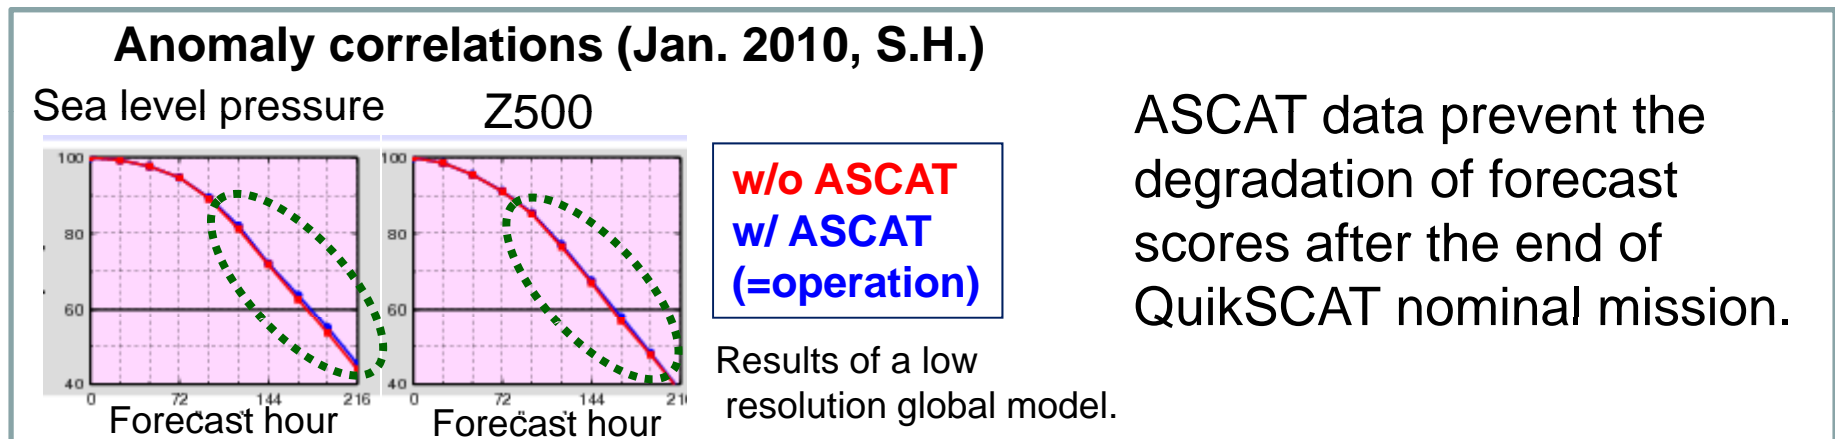 Anomaly correlations (Jan. 2010, S.H.)
Sea level pressure
Z500
100
80
60
40
0
72
144
216
Forecast hour
100
80
60
40
0
72
144
21
Forecast hour
w/o ASCAT
w/ ASCAT
(=operation)
Results of a low
resolution global model.
ASCAT data prevent the
degradation of forecast
scores after the end of
QuikSCAT nominal mission.